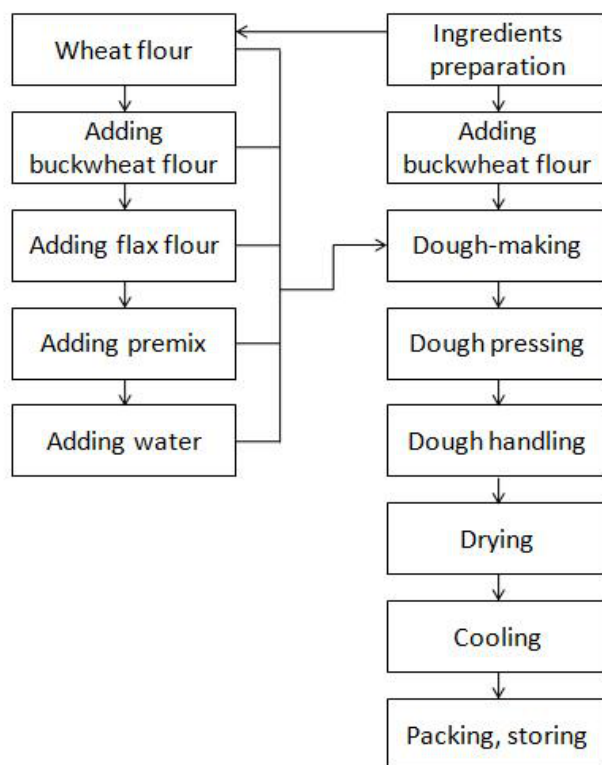 Wheat flour
Adding
buckwheat flour
Adding flax flour
Adding premix
Adding water
Ingredients
preparation
Adding
buckwheat flour
Dough-making
Dough pressing
Dough handling
Drying
Cooling
Packing, storing